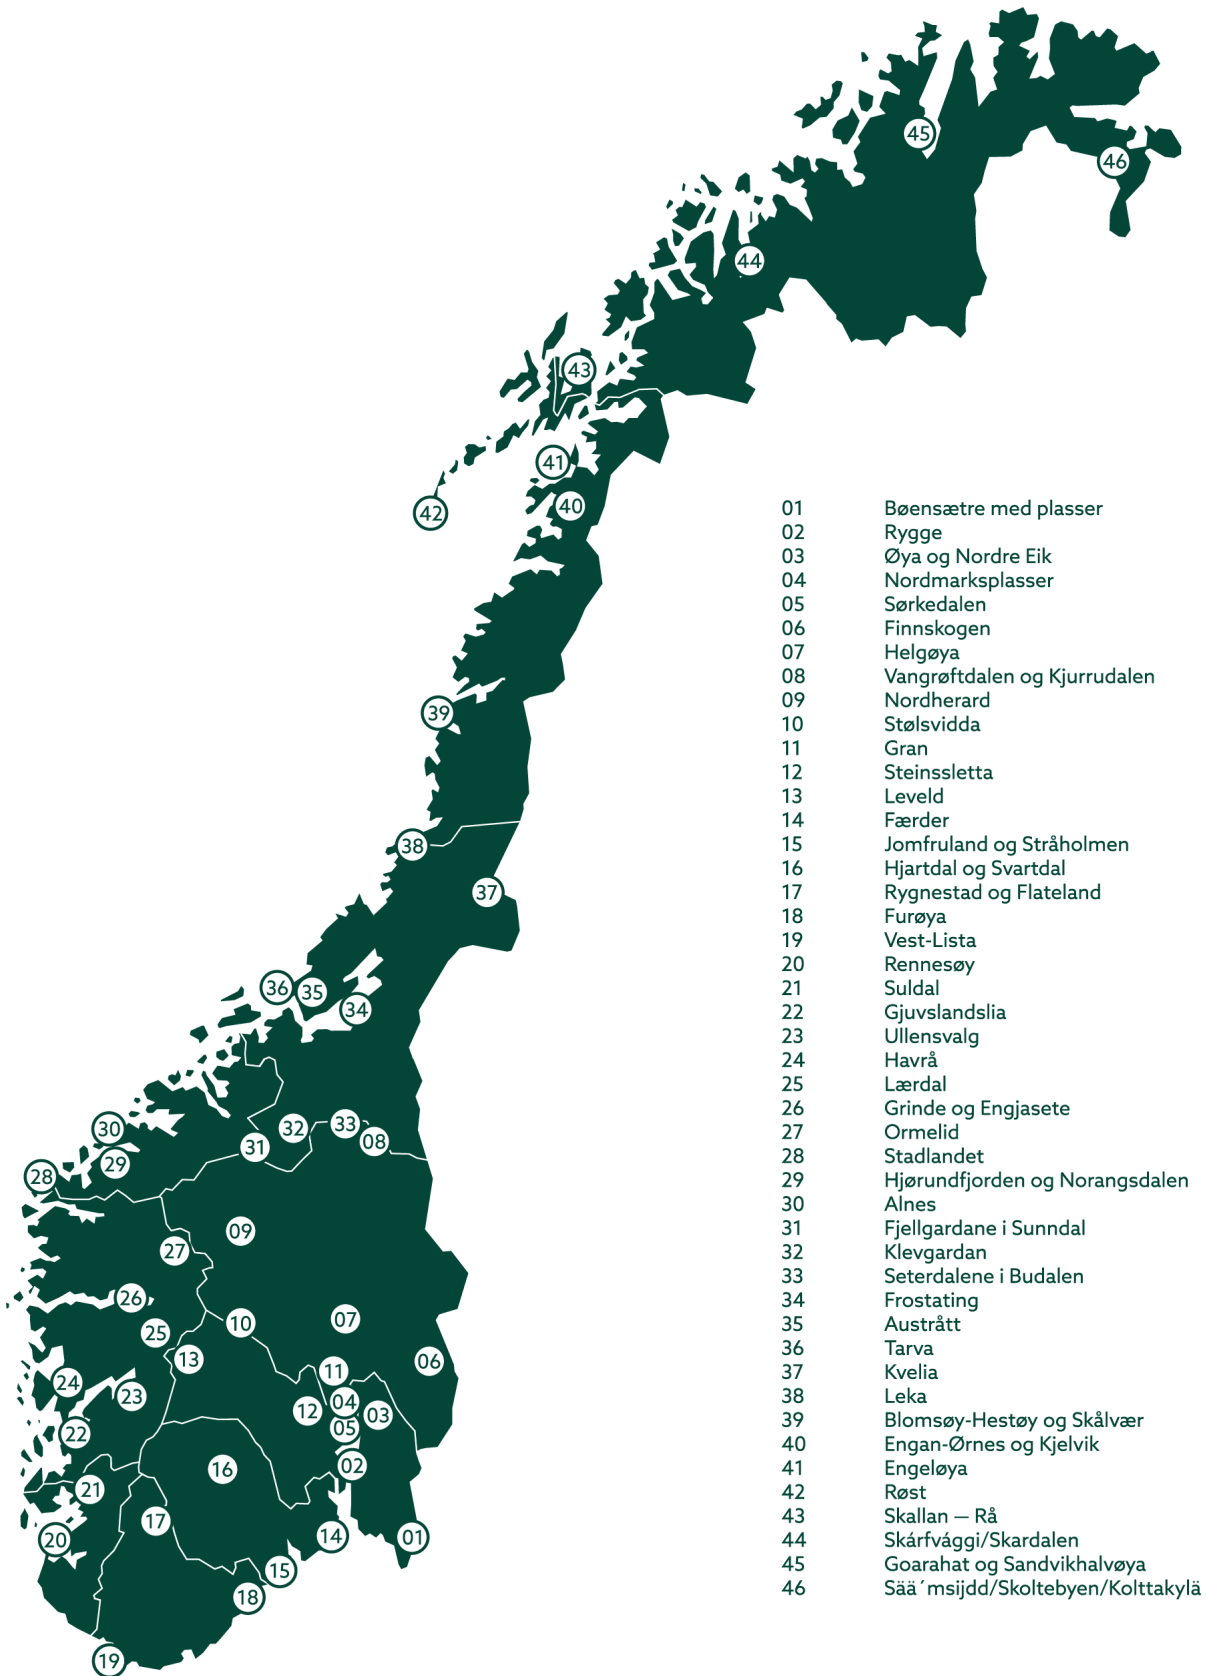 45
46
44
43
41
42
40
39
38
37
36
35
34
30
32
33
08
31
29
28
09
27
26
07
10
25
13
06
11
24
23
04
12
03
05
22
02
16
21
17
14
01
20
15
18
19
01 Bøensætre med plasser
02 Rygge
03 Øya og Nordre Eik
04 Nordmarksplasser
05 Sørkedalen
06 Finnskogen
07 Helgøya
08 Vangrøftdalen og Kjurrudalen
09 Nordherard
10 Stølsvidda
11 Gran
12 Steinssletta
13 Leveld
14 Færder
15 Jomfruland og Stråholmen
16 Hjartdal og Svartdal
17 Rygnestad og Flateland
18 Furøya
19 Vest-Lista
20 Rennesøy
21 Suldal
22 Gjuvslandslia
23 Ullensvalg
24 Havrå
25 Lærdal
26 Grinde og Engjasete
27 Ormelid
28 Stadlandet
29 Hjørundfjorden og Norangsdalen
30 Alnes
31 Fjellgardane i Sunndal
32 Klevgardan
33 Seterdalene i Budalen
34 Frostating
35 Austrått
36 Tarva
37 Kvelia
38 Leka
39 Blomsøy-Hestøy og Skålvær
40 Engan-Ørnes og Kjelvik
41 Engeløya
42 Røst
43 Skallan – Rå
44 Skárfvággi/Skardalen
45 Goarahat og Sandvikhalvøya
46 Sää´msijdd/Skoltebyen/Kolttakylä